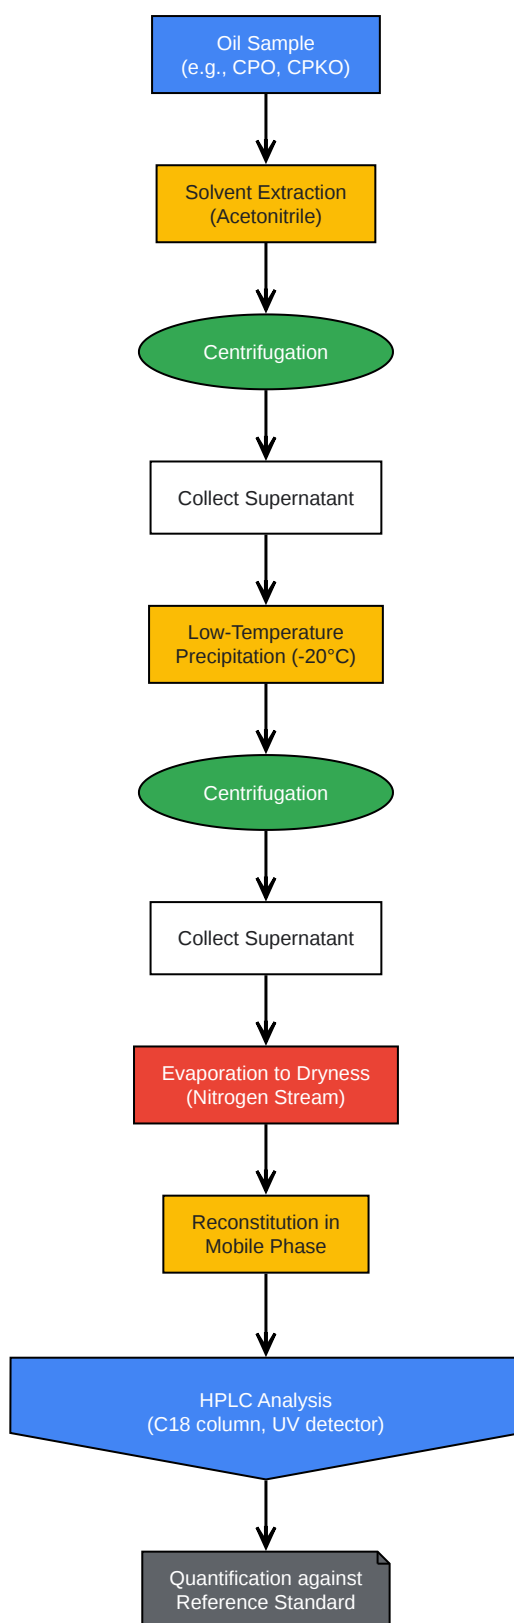 Oil Sample
(e.g., CPO, CPKO)
Solvent Extraction
(Acetonitrile)
Centrifugation
Collect Supernatant
Low-Temperature
Precipitation (-20°C)
Centrifugation
Collect Supernatant
Evaporation to Dryness
(Nitrogen Stream)
Reconstitution in
Mobile Phase
HPLC Analysis
(C18 column, UV detector)
Quantification against
Reference Standard